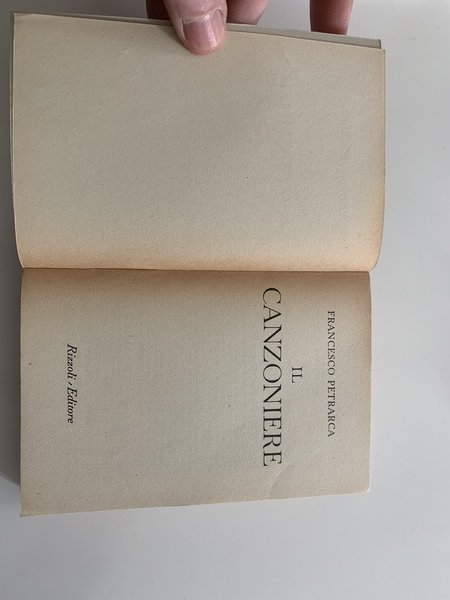 FRANCESCO PETRARCA
IL
CANZONIERE
Rizzoli / Editore